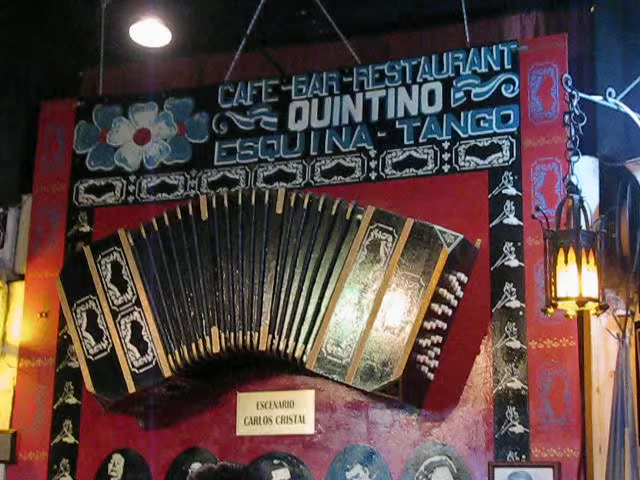 CAFE-BAR-RESTAURANT
QUINTINO
ESQUINA-TANGO
ESCENARIO
CARLOS CRISTAL